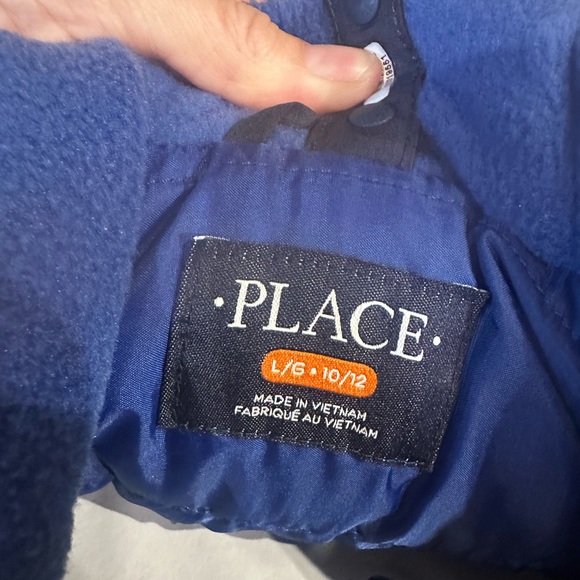 ·PLACE·
L/G • 10/12
MADE IN VIETNAM
FABRIQUÉ AU VIETNAM